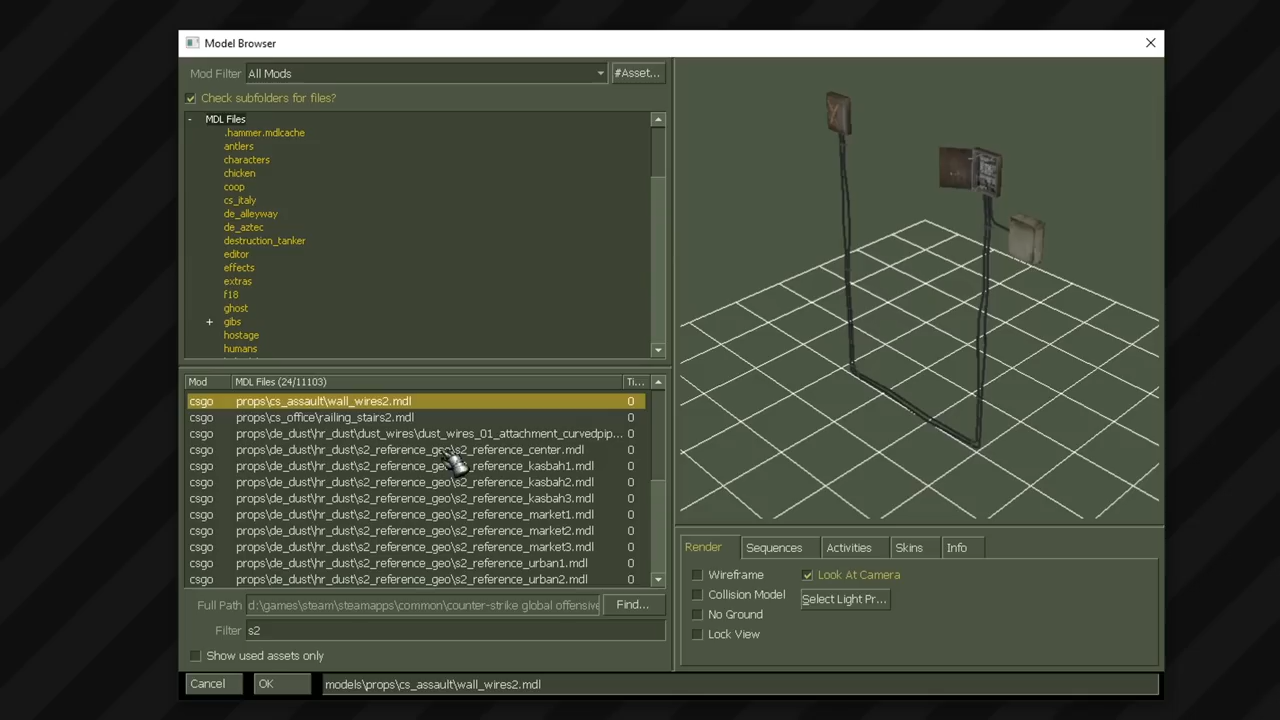 Model Browser
Mod Filter All Mods #Asset...
Check subfolders for files?
- MDL Files
.hammer.mdlcache
antlers
characters
chicken
coop
cs_italy
de_alleyway
de_aztec
destruction_tanker
editor
effects
extras
f18
ghost
+ gibs
hostage
humans
Mod MDL Files (24/11103) Ti...
csgo props\cs_assault\wall_wires2.mdl 0
csgo props\cs_office\railing_stairs2.mdl 0
csgo props\de_dust\hr_dust\dust_wires\dust_wires_01_attachment_curvedpip... 0
csgo props\de_dust\hr_dust\s2_reference_geo\s2_reference_center.mdl 0
csgo props\de_dust\hr_dust\s2_reference_geo\s2_reference_kasbah1.mdl 0
csgo props\de_dust\hr_dust\s2_reference_geo\s2_reference_kasbah2.mdl 0
csgo props\de_dust\hr_dust\s2_reference_geo\s2_reference_kasbah3.mdl 0
csgo props\de_dust\hr_dust\s2_reference_geo\s2_reference_market1.mdl 0
csgo props\de_dust\hr_dust\s2_reference_geo\s2_reference_market2.mdl 0
csgo props\de_dust\hr_dust\s2_reference_geo\s2_reference_market3.mdl 0
csgo props\de_dust\hr_dust\s2_reference_geo\s2_reference_urban1.mdl 0
csgo props\de_dust\hr_dust\s2_reference_geo\s2_reference_urban2.mdl 0
Full Path d:\games\steam\steamapps\common\counter-strike global offensive Find...
Filter s2
Show used assets only
Cancel OK models\props\cs_assault\wall_wires2.mdl
Render Sequences Activities Skins Info
Wireframe Look At Camera
Collision Model Select Light Pr...
No Ground
Lock View